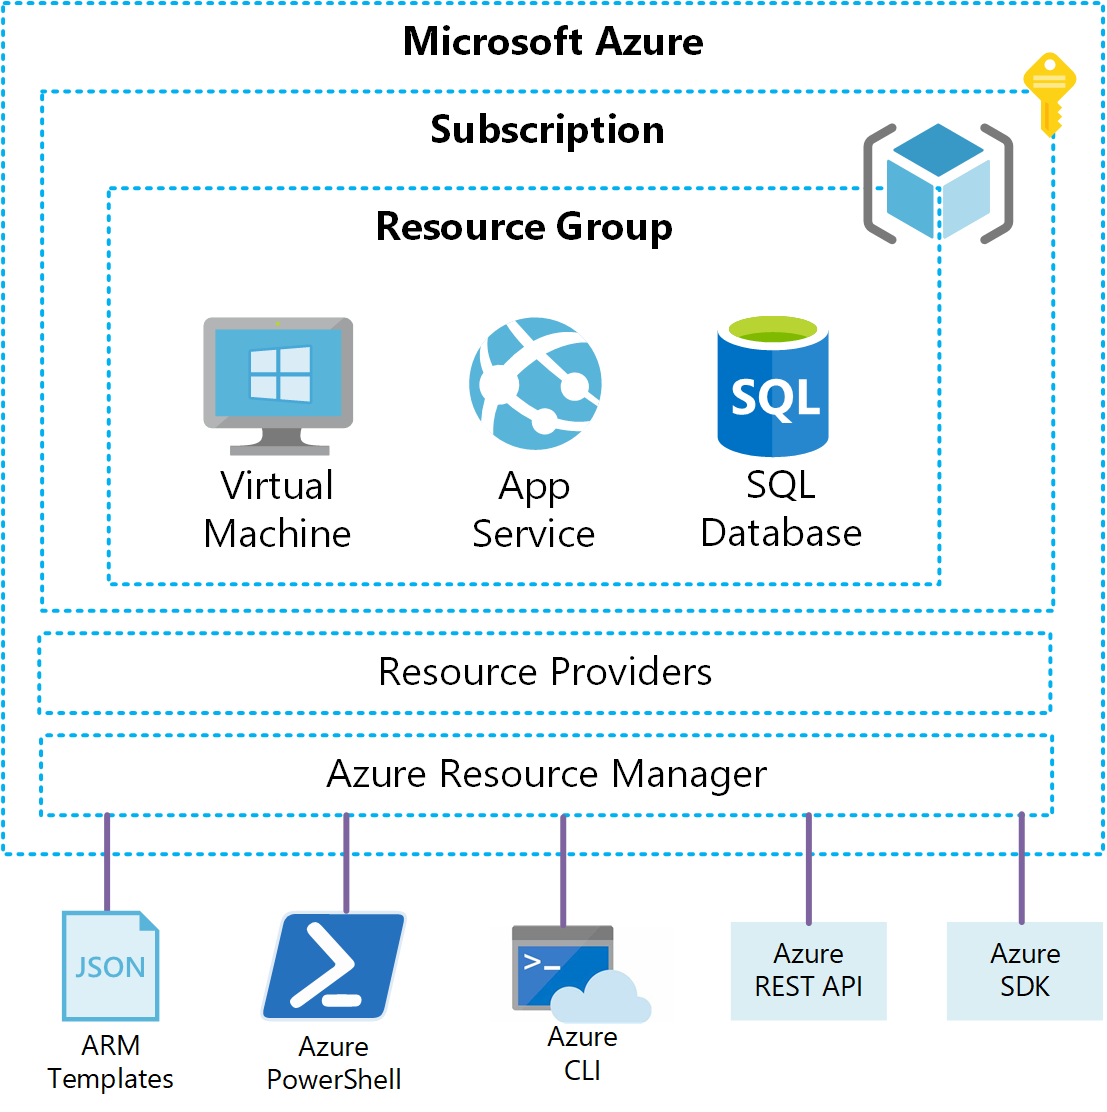 Microsoft Azure
Subscription
Resource Group
SQL
Virtual
Machine
App
Service
SQL
Database
Resource Providers
Azure Resource Manager
JSON
>_
Azure
REST API
Azure
SDK
ARM
Templates
Azure
PowerShell
Azure
CLI